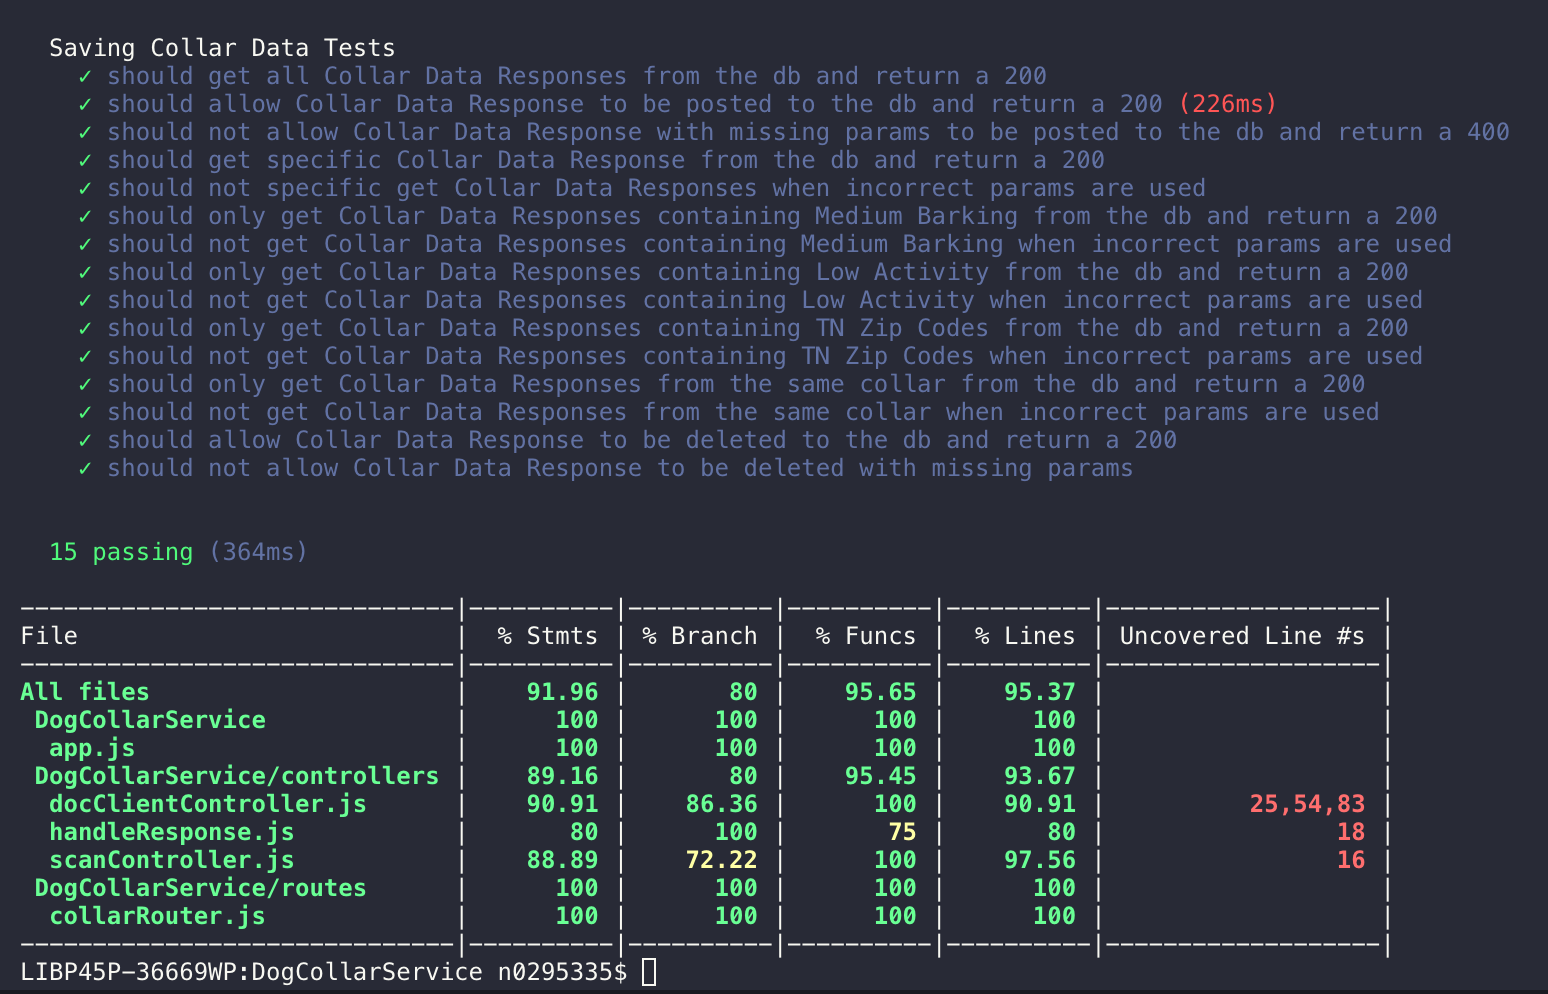 Saving Collar Data Tests
✓ should get all Collar Data Responses from the db and return a 200
✓ should allow Collar Data Response to be posted to the db and return a 200 (226ms)
✓ should not allow Collar Data Response with missing params to be posted to the db and return a 400
✓ should get specific Collar Data Response from the db and return a 200
✓ should not specific get Collar Data Responses when incorrect params are used
✓ should only get Collar Data Responses containing Medium Barking from the db and return a 200
✓ should not get Collar Data Responses containing Medium Barking when incorrect params are used
✓ should only get Collar Data Responses containing Low Activity from the db and return a 200
✓ should not get Collar Data Responses containing Low Activity when incorrect params are used
✓ should only get Collar Data Responses containing TN Zip Codes from the db and return a 200
✓ should not get Collar Data Responses containing TN Zip Codes when incorrect params are used
✓ should only get Collar Data Responses from the same collar from the db and return a 200
✓ should not get Collar Data Responses from the same collar when incorrect params are used
✓ should allow Collar Data Response to be deleted to the db and return a 200
✓ should not allow Collar Data Response to be deleted with missing params
15 passing (364ms)
File | % Stmts | % Branch | % Funcs | % Lines | Uncovered Line #s |
All files | 91.96 | 80 | 95.65 | 95.37 | |
DogCollarService | 100 | 100 | 100 | 100 | |
app.js | 100 | 100 | 100 | 100 | |
DogCollarService/controllers | 89.16 | 80 | 95.45 | 93.67 | |
docClientController.js | 90.91 | 86.36 | 100 | 90.91 | 25,54,83 |
handleResponse.js | 80 | 100 | 75 | 80 | 18 |
scanController.js | 88.89 | 72.22 | 100 | 97.56 | 16 |
DogCollarService/routes | 100 | 100 | 100 | 100 | |
collarRouter.js | 100 | 100 | 100 | 100 | |
LIBP45P-36669WP:DogCollarService n0295335$